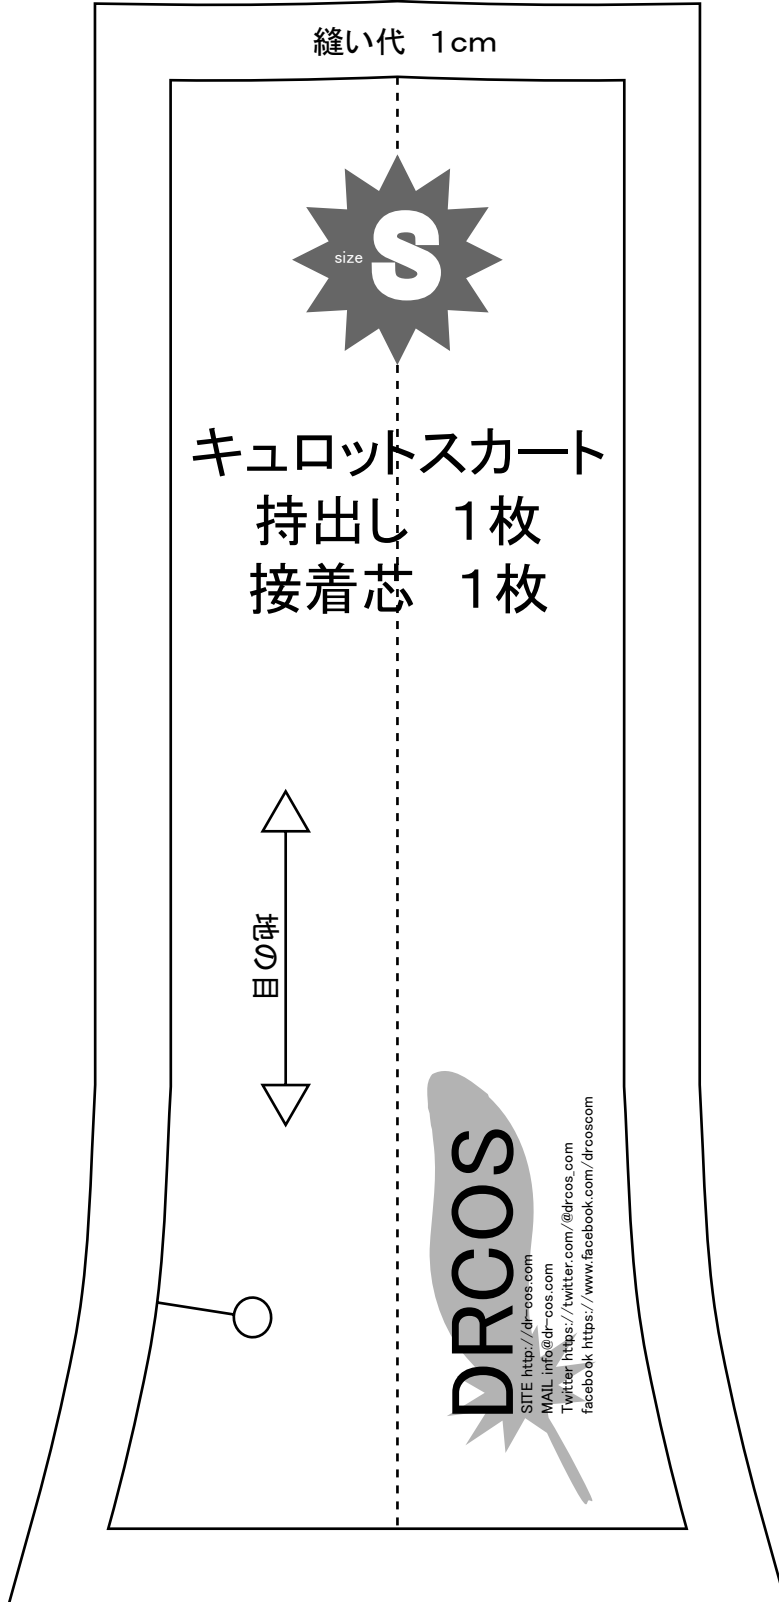 縫い代　1cm
size S
キュロットスカート
持出し　1枚
接着芯　1枚
地の目
DRCOS
SITE http://dr-cos.com
MAIL info@dr-cos.com
Twitter https://twitter.com/@drcos_com
facebook https://www.facebook.com/drcoscom